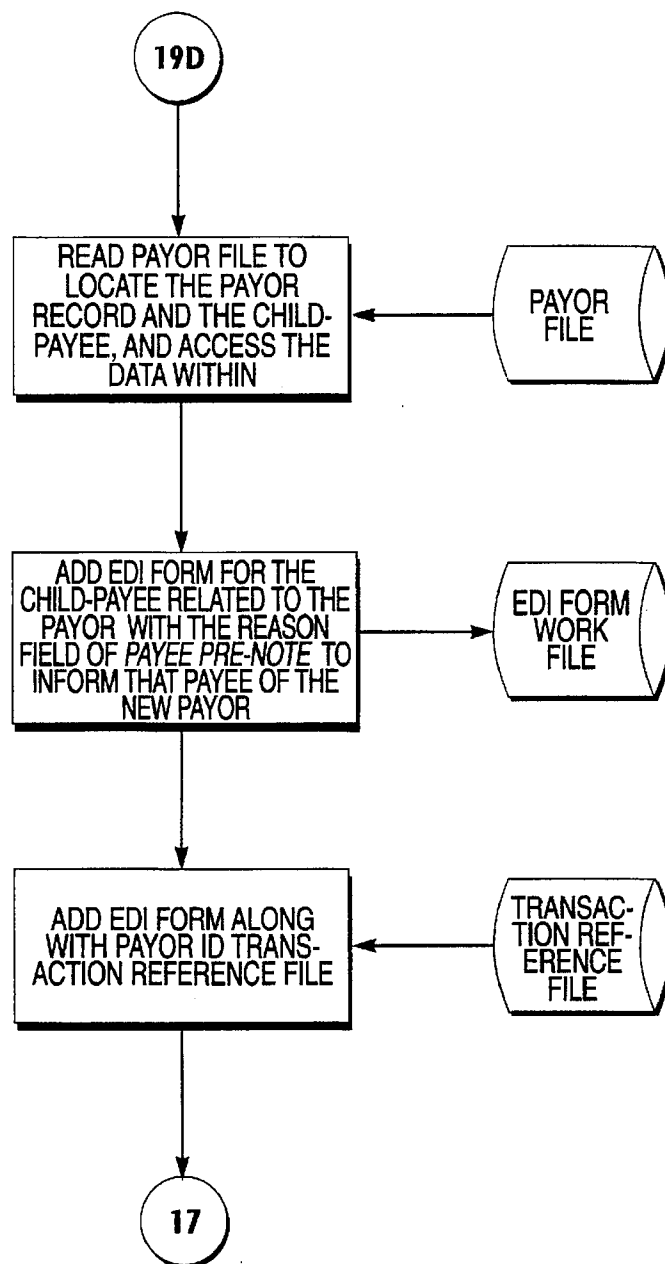 19D
READ PAYOR FILE TO
LOCATE THE PAYOR
RECORD AND THE CHILD-
PAYEE, AND ACCESS THE
DATA WITHIN
PAYOR
FILE
ADD EDI FORM FOR THE
CHILD-PAYEE RELATED TO THE
PAYOR WITH THE REASON
FIELD OF PAYEE PRE-NOTE TO
INFORM THAT PAYEE OF THE
NEW PAYOR
EDI FORM
WORK
FILE
ADD EDI FORM ALONG
WITH PAYOR ID TRANS-
ACTION REFERENCE FILE
TRANSAC-
TION REF-
ERENCE
FILE
17